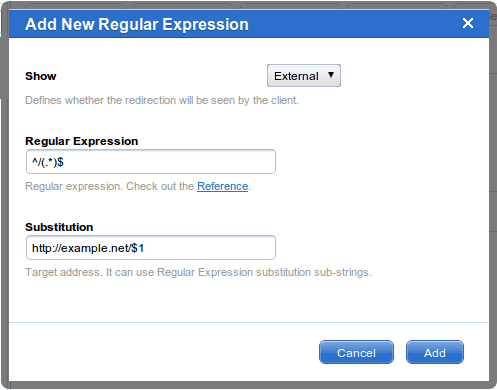 Add New Regular Expression
Show
External
Defines whether the redirection will be seen by the client.
Regular Expression
^/(.*)$
Regular expression. Check out the Reference.
Substitution
http://example.net/$1
Target address. It can use Regular Expression substitution sub-strings.
Cancel
Add